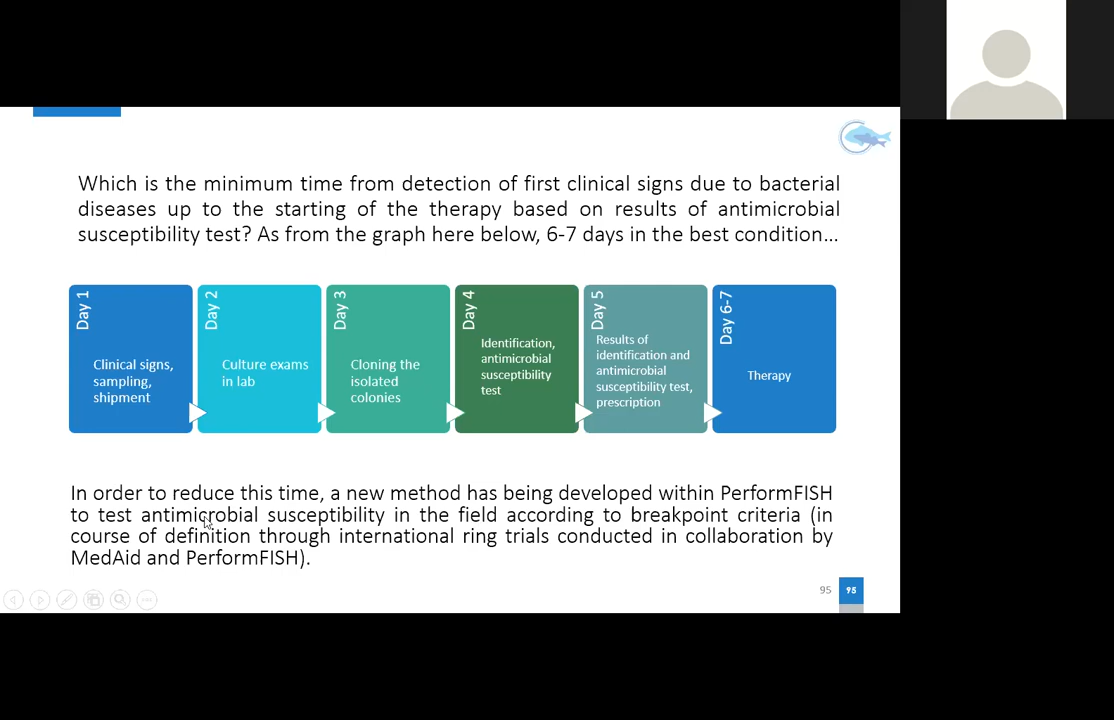 Which is the minimum time from detection of first clinical signs due to bacterial
diseases up to the starting of the therapy based on results of antimicrobial
susceptibility test? As from the graph here below, 6-7 days in the best condition...
Day 1
Clinical signs,
sampling,
shipment
Day 2
Culture exams
in lab
Day 3
Cloning the
isolated
colonies
Day 4
Identification,
antimicrobial
susceptibility
test
Day 5
Results of
identification and
antimicrobial
susceptibility test,
prescription
Day 6-7
Therapy
In order to reduce this time, a new method has being developed within PerformFISH
to test antimicrobial susceptibility in the field according to breakpoint criteria (in
course of definition through international ring trials conducted in collaboration by
MedAid and PerformFISH).
95
95